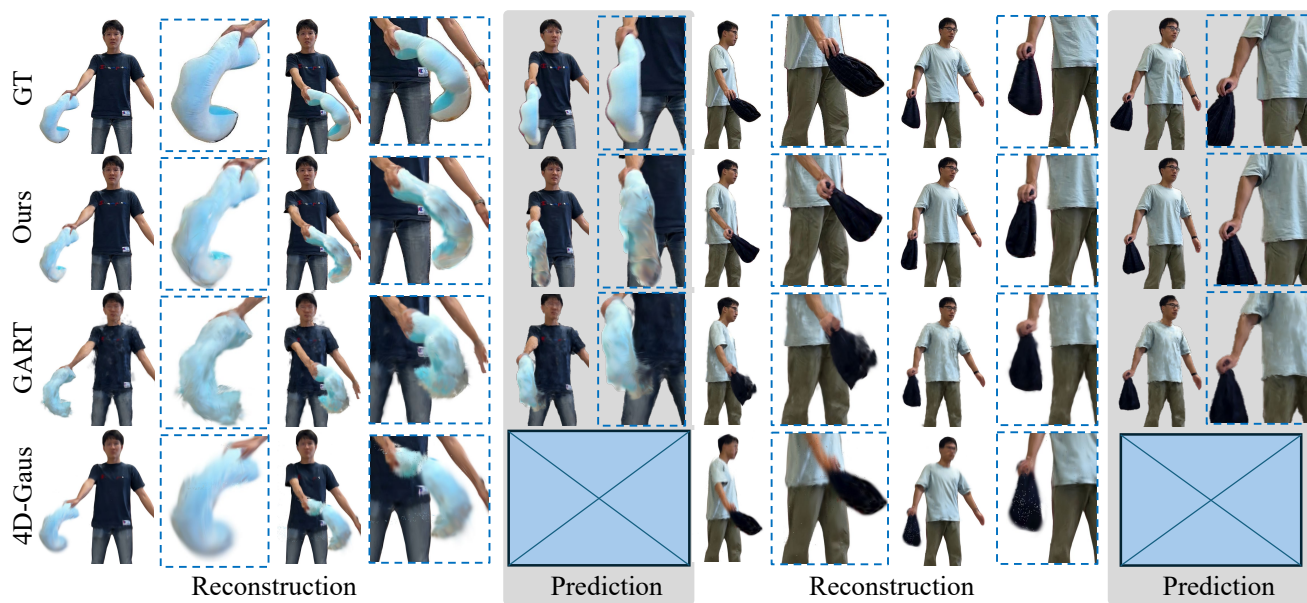 GT
Ours
GART
4D-Gaus
Reconstruction
Prediction
Reconstruction
Prediction